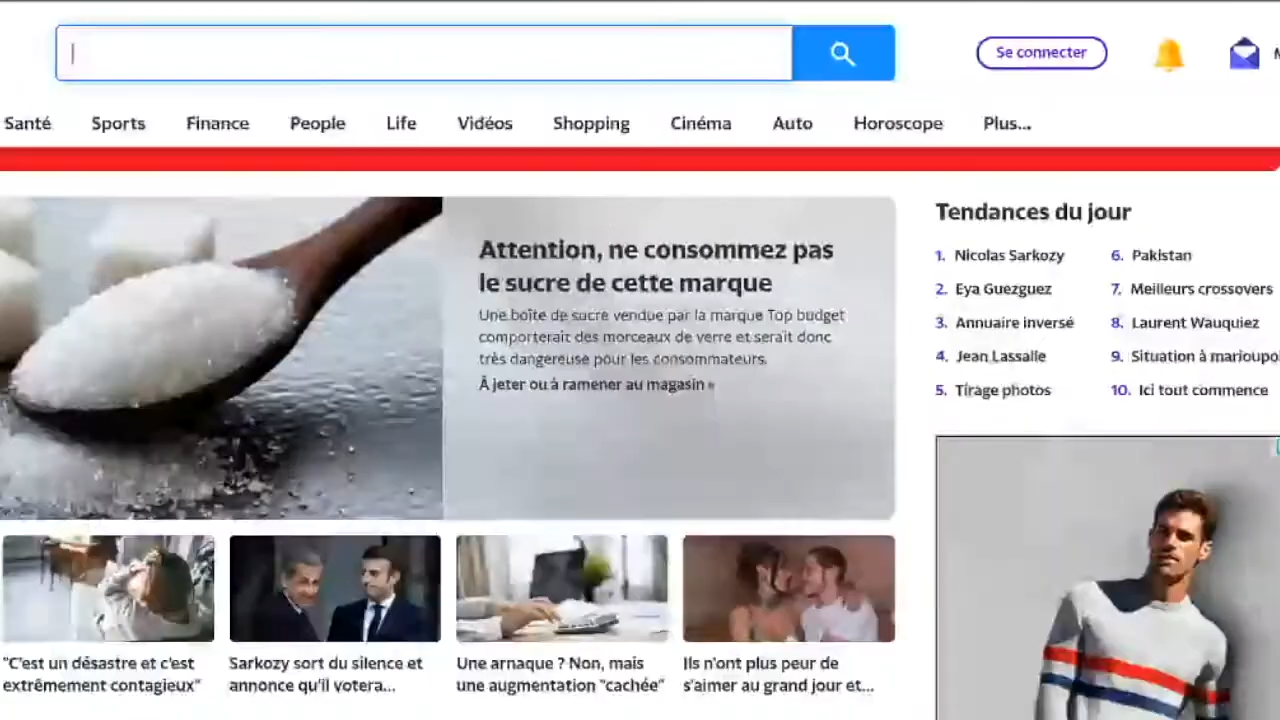 Se connecter
Santé Sports Finance People Life Vidéos Shopping Cinéma Auto Horoscope Plus...
Attention, ne consommez pas
le sucre de cette marque
Une boîte de sucre vendue par la marque Top budget
comporterait des morceaux de verre et serait donc
très dangereuse pour les consommateurs.
À jeter ou à ramener au magasin »
Tendances du jour
1. Nicolas Sarkozy
2. Eya Guezguez
3. Annuaire inversé
4. Jean Lassalle
5. Tirage photos
6. Pakistan
7. Meilleurs crossovers
8. Laurent Wauquiez
9. Situation à marioupo
10. Ici tout commence
"C'est un désastre et c'est
extrêmement contagieux"
Sarkozy sort du silence et
annonce qu'il votera...
Une arnaque ? Non, mais
une augmentation "cachée"
Ils n'ont plus peur de
s'aimer au grand jour et...